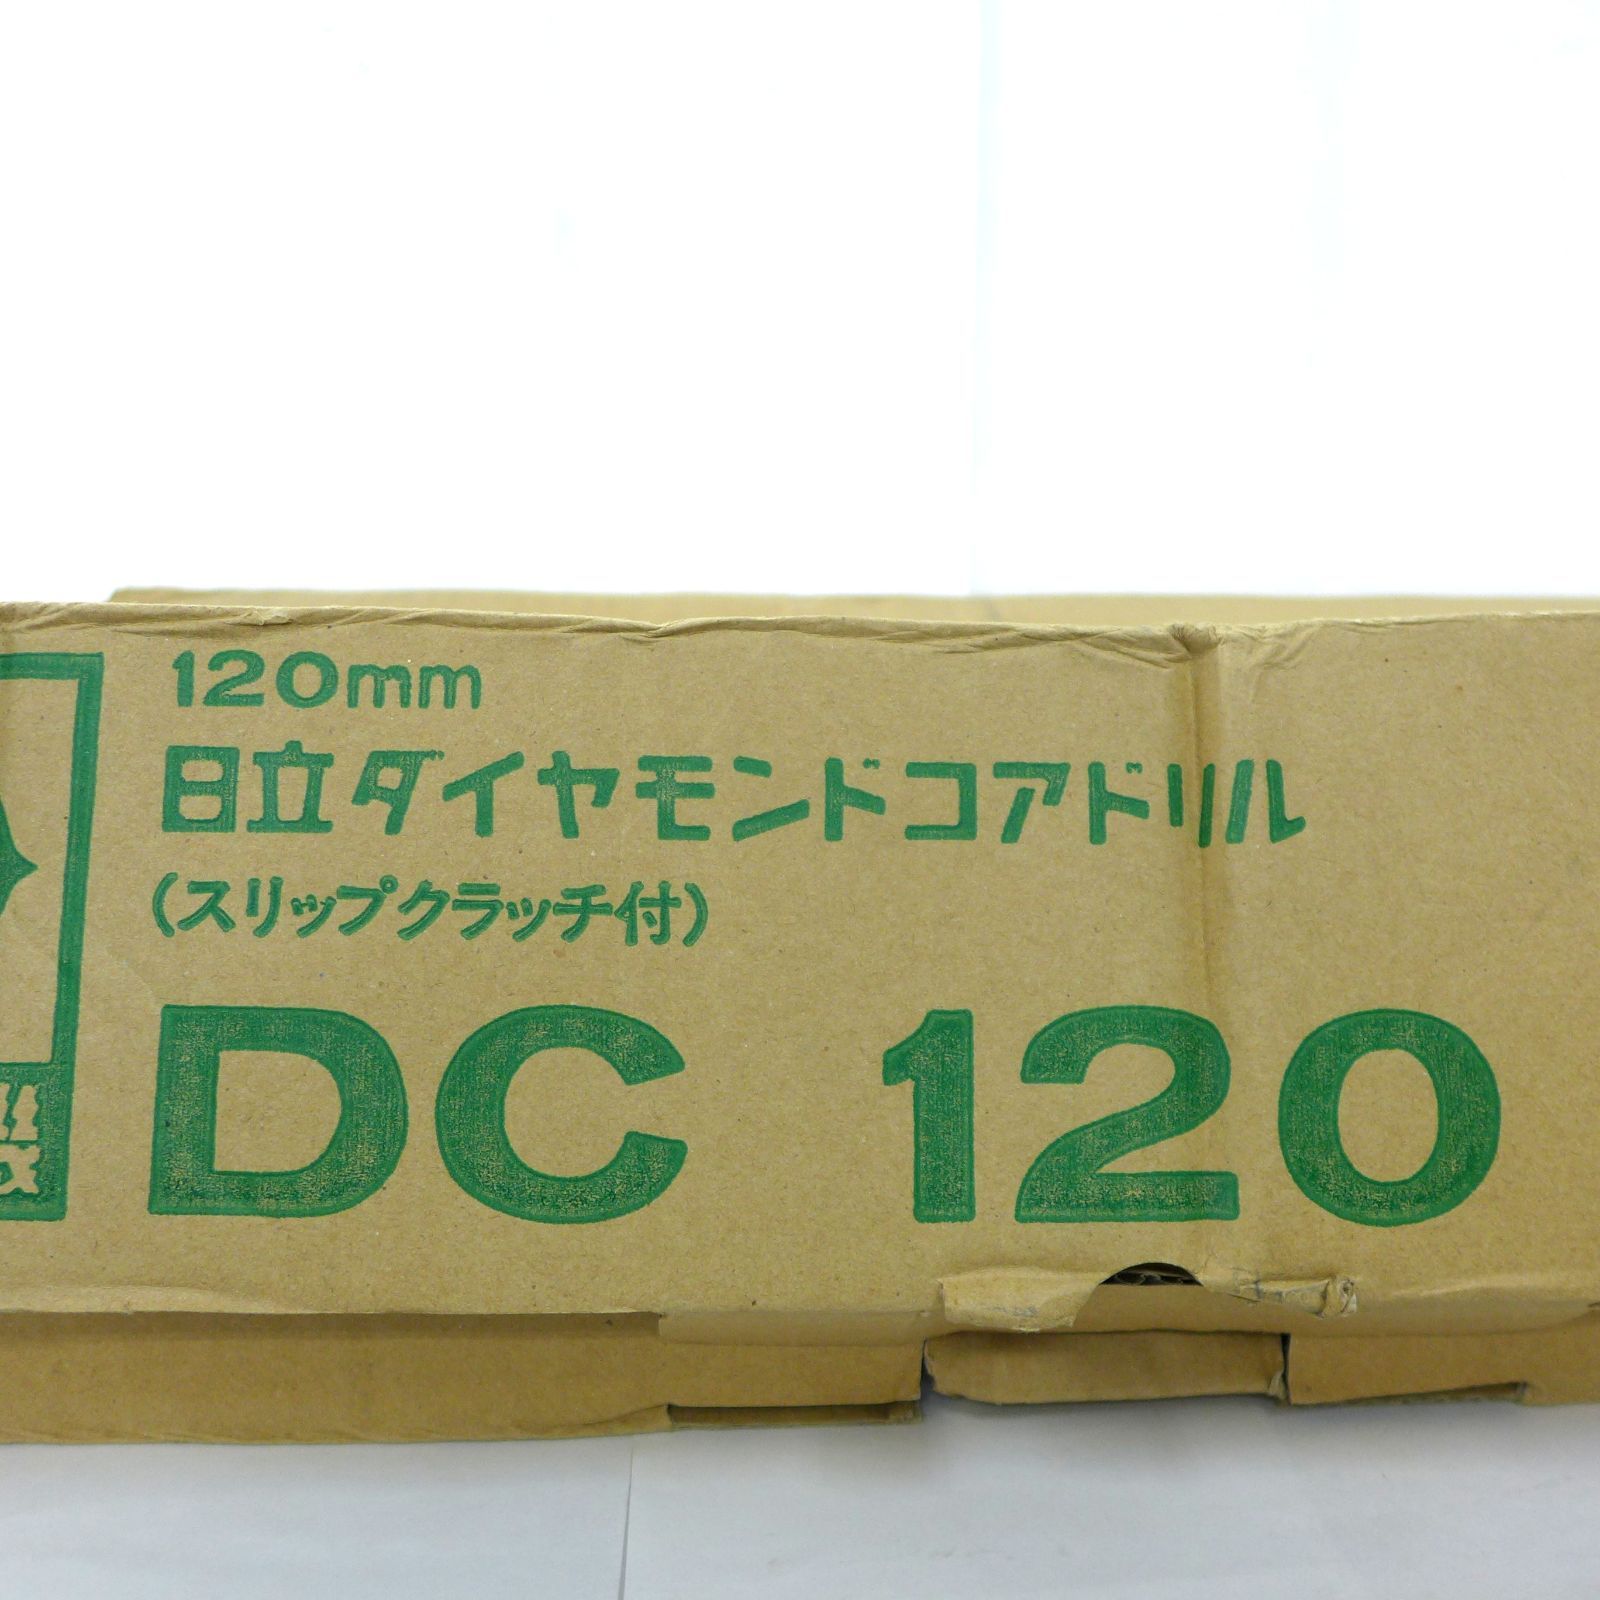 120mm
日立ダイヤモンドコアドリル
(スリップクラッチ付)
DC 120